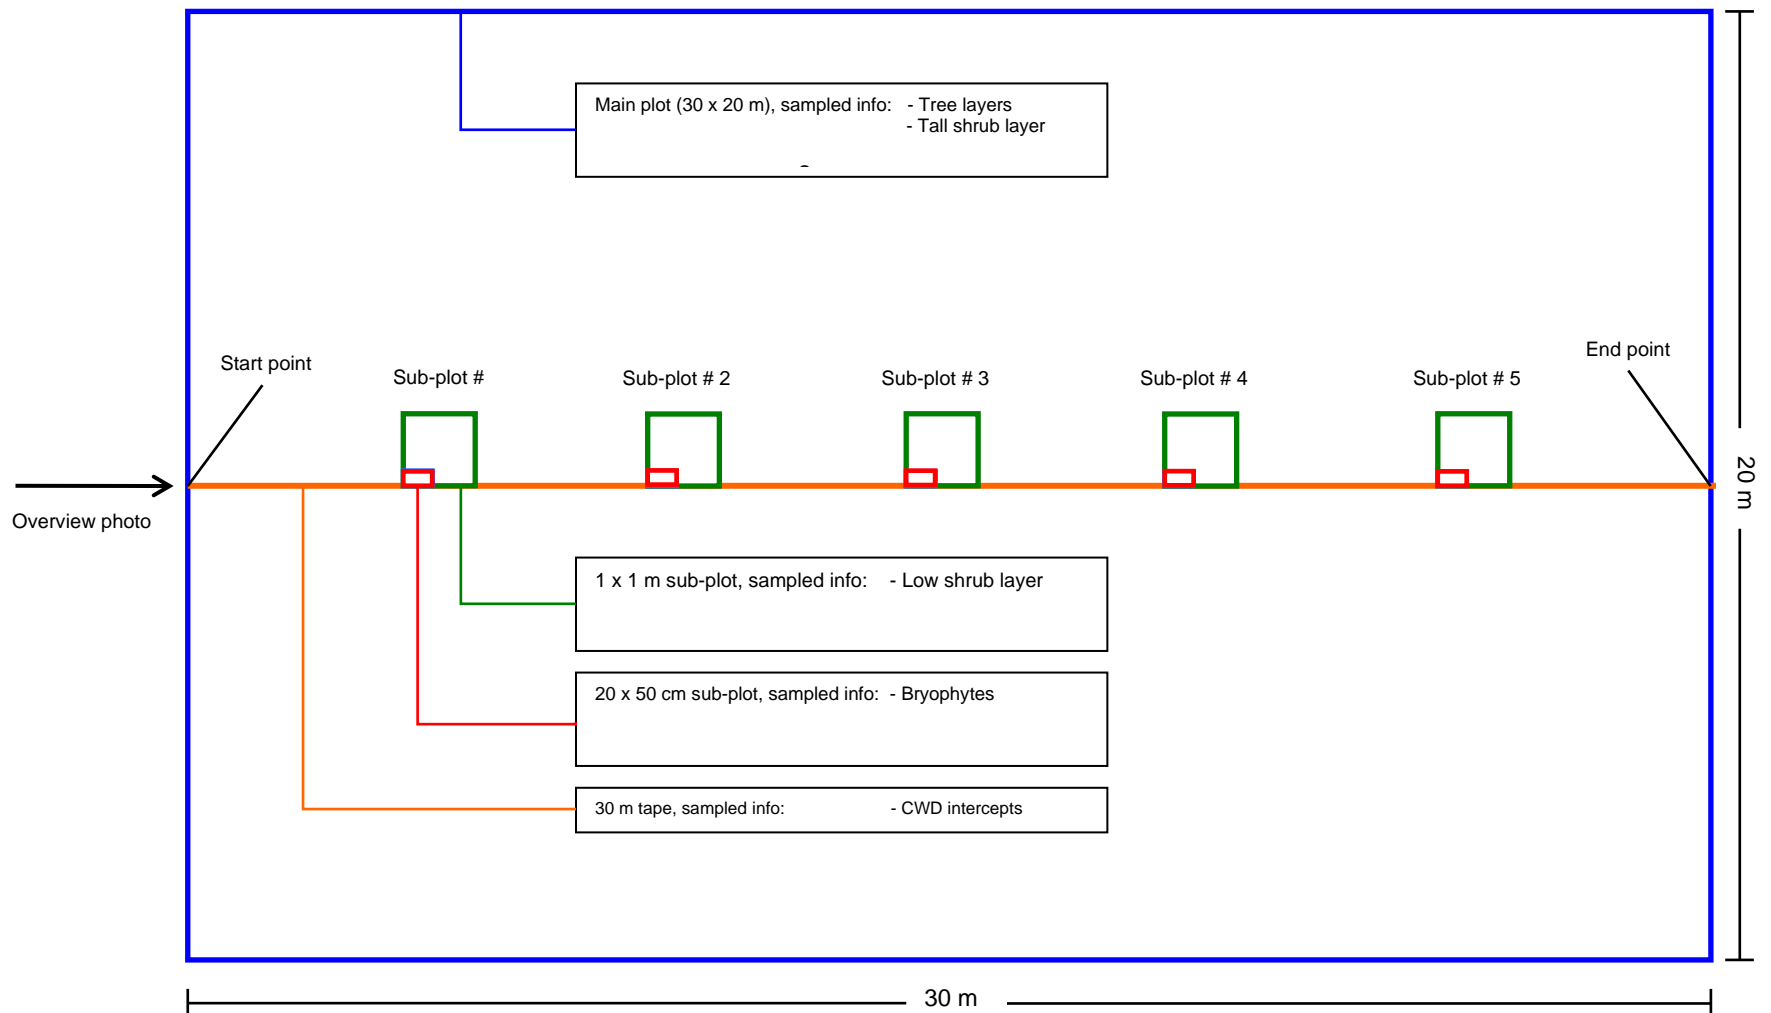 Main plot (30 x 20 m), sampled info: - Tree layers
- Tall shrub layer
Start point
End point
Sub-plot #
Sub-plot # 2
Sub-plot # 3
Sub-plot # 4
Sub-plot # 5
20 m
Overview photo
1 x 1 m sub-plot, sampled info: - Low shrub layer
20 x 50 cm sub-plot, sampled info: - Bryophytes
30 m tape, sampled info: - CWD intercepts
30 m